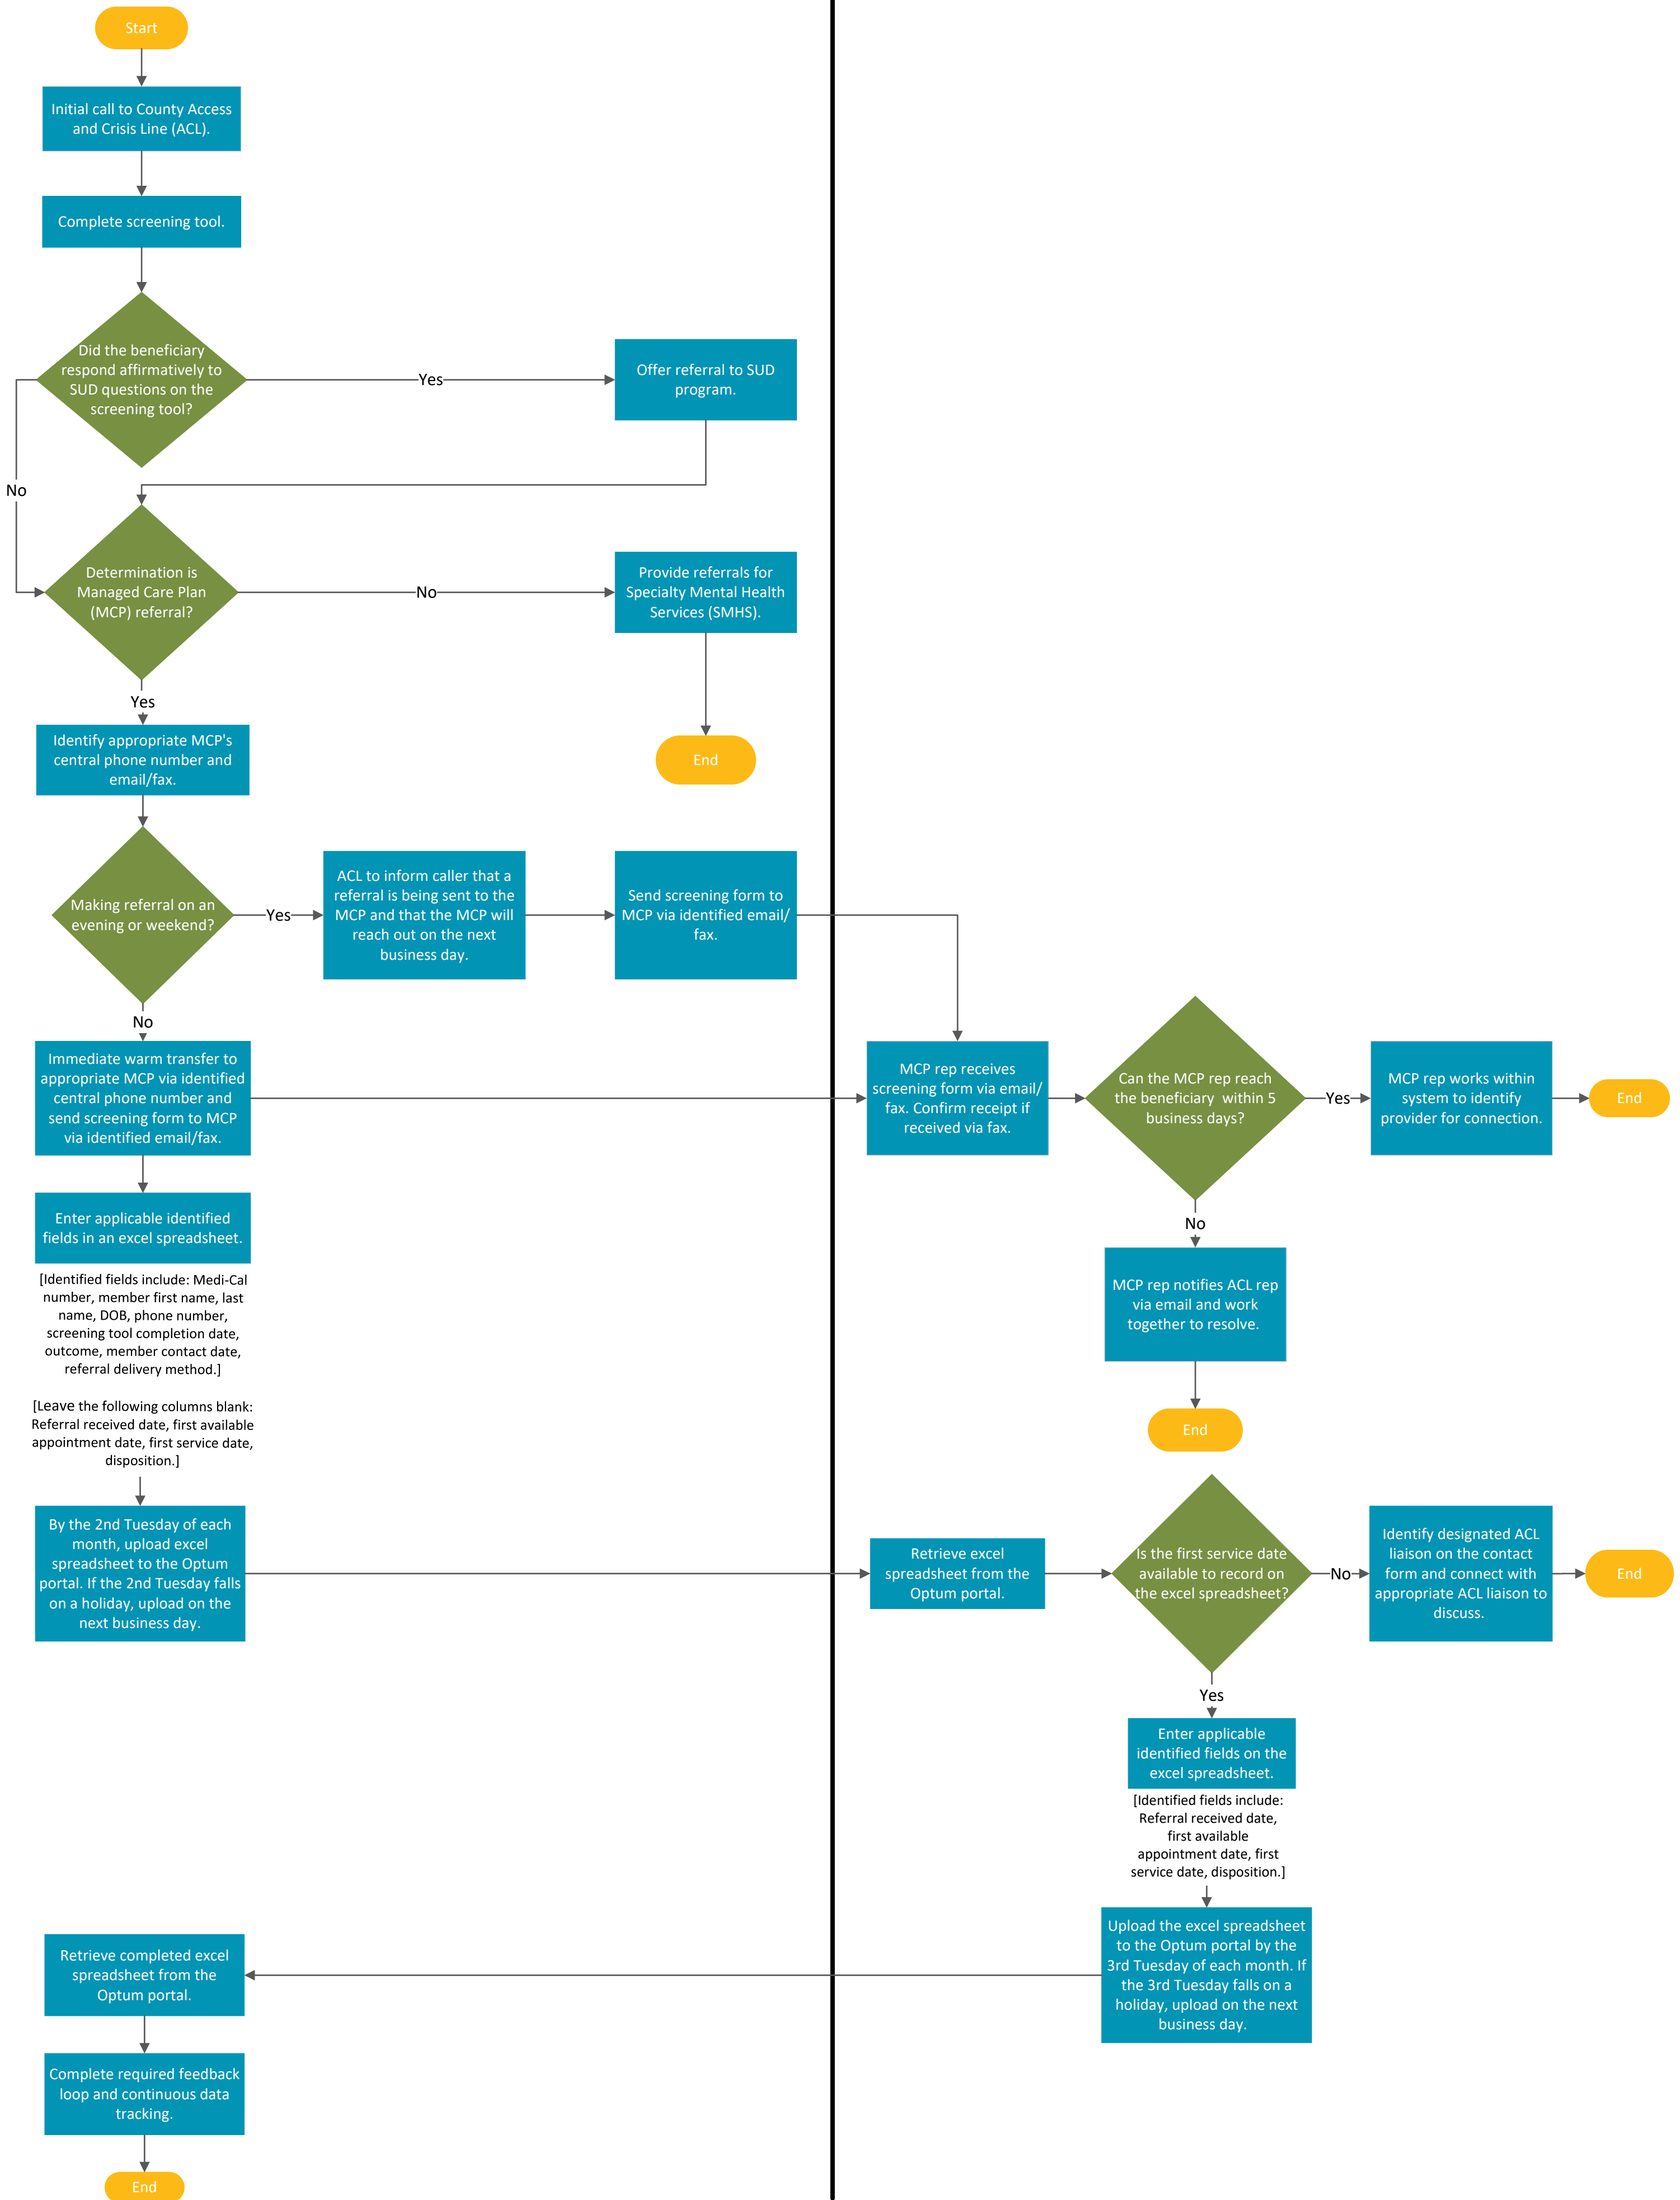 Start
Initial call to County Access
and Crisis Line (ACL).
Complete screening tool.
Did the beneficiary
respond affirmatively to
SUD questions on the
screening tool?
Yes
Offer referral to SUD
program.
No
Determination is
Managed Care Plan
(MCP) referral?
No
Provide referrals for
Specialty Mental Health
Services (SMHS).
End
Yes
Identify appropriate MCP's
central phone number and
email/fax.
Making referral on an
evening or weekend?
Yes
ACL to inform caller that a
referral is being sent to the
MCP and that the MCP will
reach out on the next
business day.
Send screening form to
MCP via identified email/
fax.
No
Immediate warm transfer to
appropriate MCP via identified
central phone number and
send screening form to MCP
via identified email/fax.
MCP rep receives
screening form via email/
fax. Confirm receipt if
received via fax.
Can the MCP rep reach
the beneficiary  within 5
business days?
Yes
MCP rep works within
system to identify
provider for connection.
End
No
MCP rep notifies ACL rep
via email and work
together to resolve.
End
Enter applicable identified
fields in an excel spreadsheet.
[Identified fields include: Medi-Cal
number, member first name, last
name, DOB, phone number,
screening tool completion date,
outcome, member contact date,
referral delivery method.]
[Leave the following columns blank:
Referral received date, first available
appointment date, first service date,
disposition.]
By the 2nd Tuesday of each
month, upload excel
spreadsheet to the Optum
portal. If the 2nd Tuesday falls
on a holiday, upload on the
next business day.
Retrieve excel
spreadsheet from the
Optum portal.
Is the first service date
available to record on
the excel spreadsheet?
No
Identify designated ACL
liaison on the contact
form and connect with
appropriate ACL liaison to
discuss.
End
Yes
Enter applicable
identified fields on the
excel spreadsheet.
[Identified fields include:
Referral received date,
first available
appointment date, first
service date, disposition.]
Upload the excel spreadsheet
to the Optum portal by the
3rd Tuesday of each month. If
the 3rd Tuesday falls on a
holiday, upload on the next
business day.
Retrieve completed excel
spreadsheet from the
Optum portal.
Complete required feedback
loop and continuous data
tracking.
End